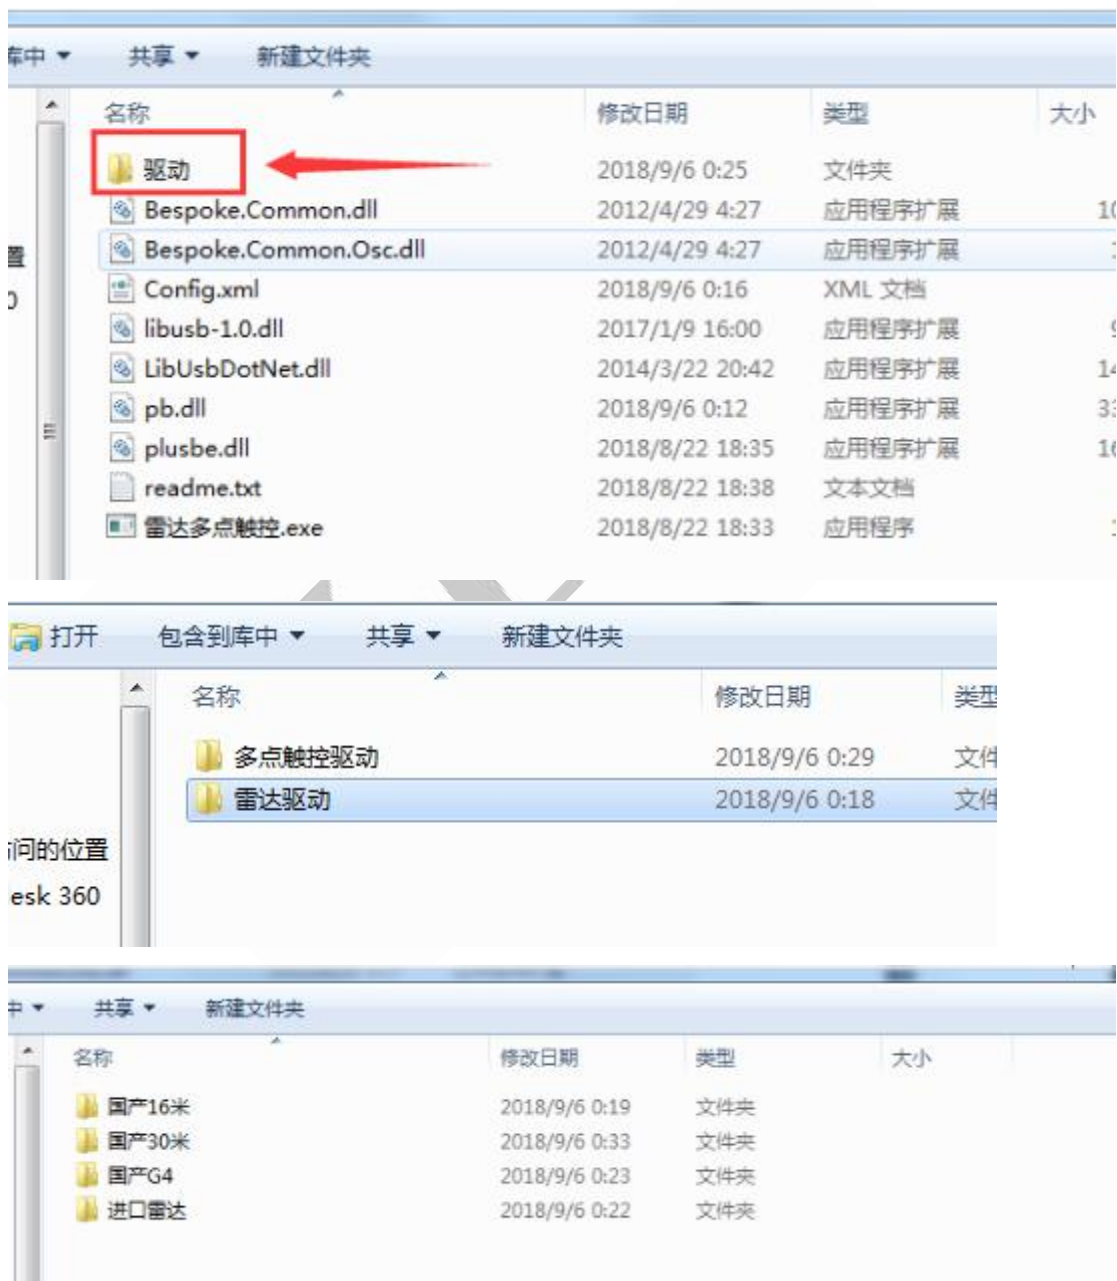 库中 ▼ 共享 ▼ 新建文件夹
名称 修改日期 类型 大小
驱动 2018/9/6 0:25 文件夹
Bespoke.Common.dll 2012/4/29 4:27 应用程序扩展 10
Bespoke.Common.Osc.dll 2012/4/29 4:27 应用程序扩展
置
Config.xml 2018/9/6 0:16 XML 文档
libusb-1.0.dll 2017/1/9 16:00 应用程序扩展 9
LibUsbDotNet.dll 2014/3/22 20:42 应用程序扩展 14
pb.dll 2018/9/6 0:12 应用程序扩展 33
plusbe.dll 2018/8/22 18:35 应用程序扩展 16
readme.txt 2018/8/22 18:38 文本文档
雷达多点触控.exe 2018/8/22 18:33 应用程序
打开 包含到库中 ▼ 共享 ▼ 新建文件夹
名称 修改日期 类型
多点触控驱动 2018/9/6 0:29 文件
雷达驱动 2018/9/6 0:18 文件
访问的位置
esk 360
中 ▼ 共享 ▼ 新建文件夹
名称 修改日期 类型 大小
国产16米 2018/9/6 0:19 文件夹
国产30米 2018/9/6 0:33 文件夹
国产G4 2018/9/6 0:23 文件夹
进口雷达 2018/9/6 0:22 文件夹